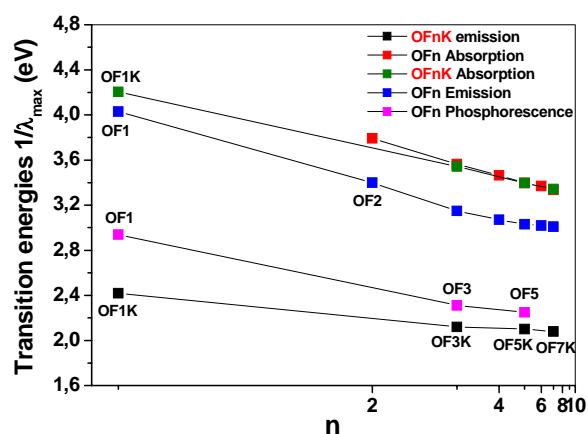 OFnK emission
OFn Absorption
OFnK Absorption
OFn Emission
OFn Phosphorescence
Transition energies 1/λmax (eV)
4,8
4,4
4,0
3,6
3,2
2,8
2,4
2,0
1,6
OF1K
OF1
OF2
OF1
OF3
OF5
OF1K
OF3K
OF5K
OF7K
2
4
6
8
10
n